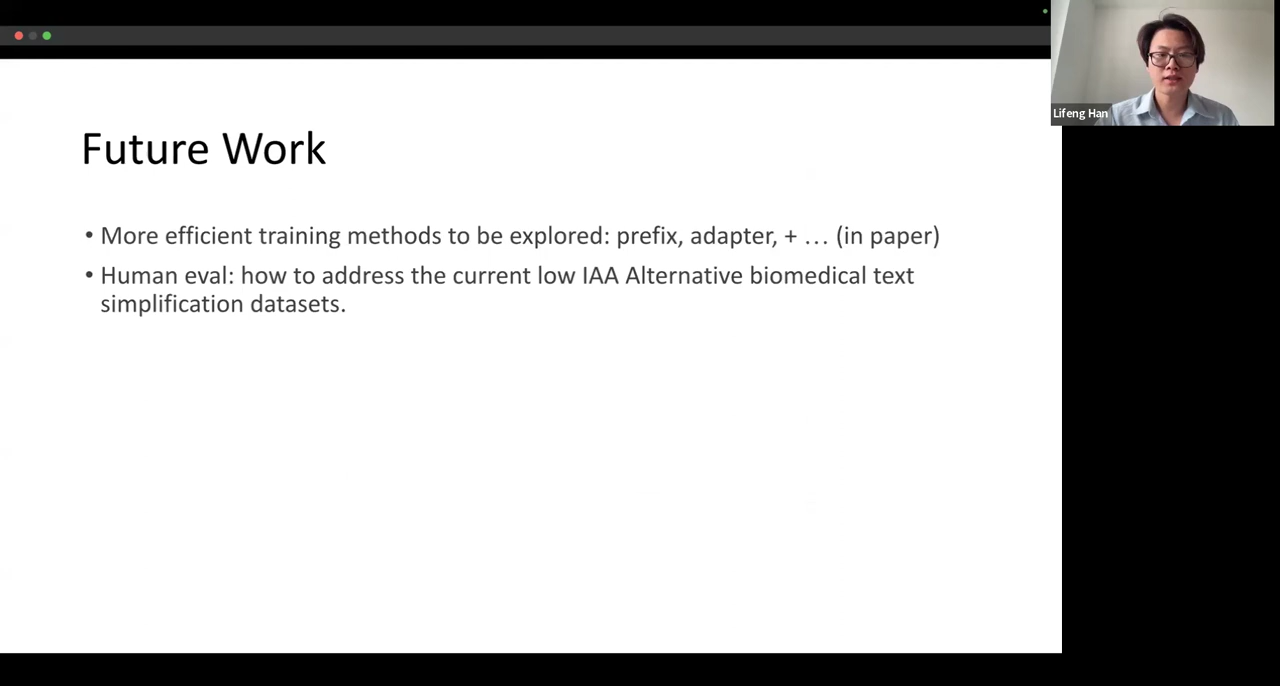 Lifeng Han
Future Work
• More efficient training methods to be explored: prefix, adapter, + … (in paper)
• Human eval: how to address the current low IAA Alternative biomedical text
simplification datasets.